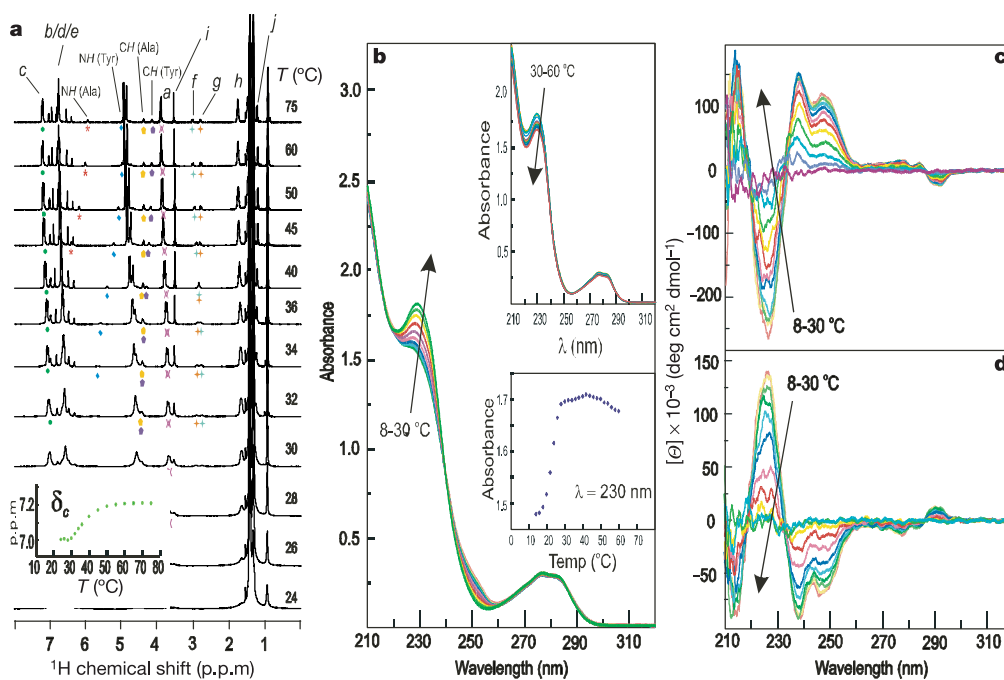 a
b/d/e
i
j
c
NH (Ala)
NH (Tyr)
CH (Ala)
CH (Tyr)
a
f
g
h
T (°C)
75
60
50
45
40
36
34
32
30
28
26
24
δc
p.p.m
7.2
7.0
10 20 30 40 50 60 70 80
T (°C)
7 6 5 4 3 2 1
¹H chemical shift (p.p.m)
b
3.0
2.5
2.0
1.5
1.0
0.5
Absorbance
8-30 °C
210 230 250 270 290 310
Wavelength (nm)
30-60 °C
2,0
1,0
0,0
Absorbance
210 230 250 270 290 310
λ (nm)
1.7
1.6
1.5
Absorbance
λ = 230 nm
0 10 20 30 40 50 60 70
Temp (°C)
c
100
0
−100
−200
8-30 °C
[Θ] × 10⁻³ (deg cm² dmol⁻¹)
d
150
100
50
0
−50
8-30 °C
210 230 250 270 290 310
Wavelength (nm)